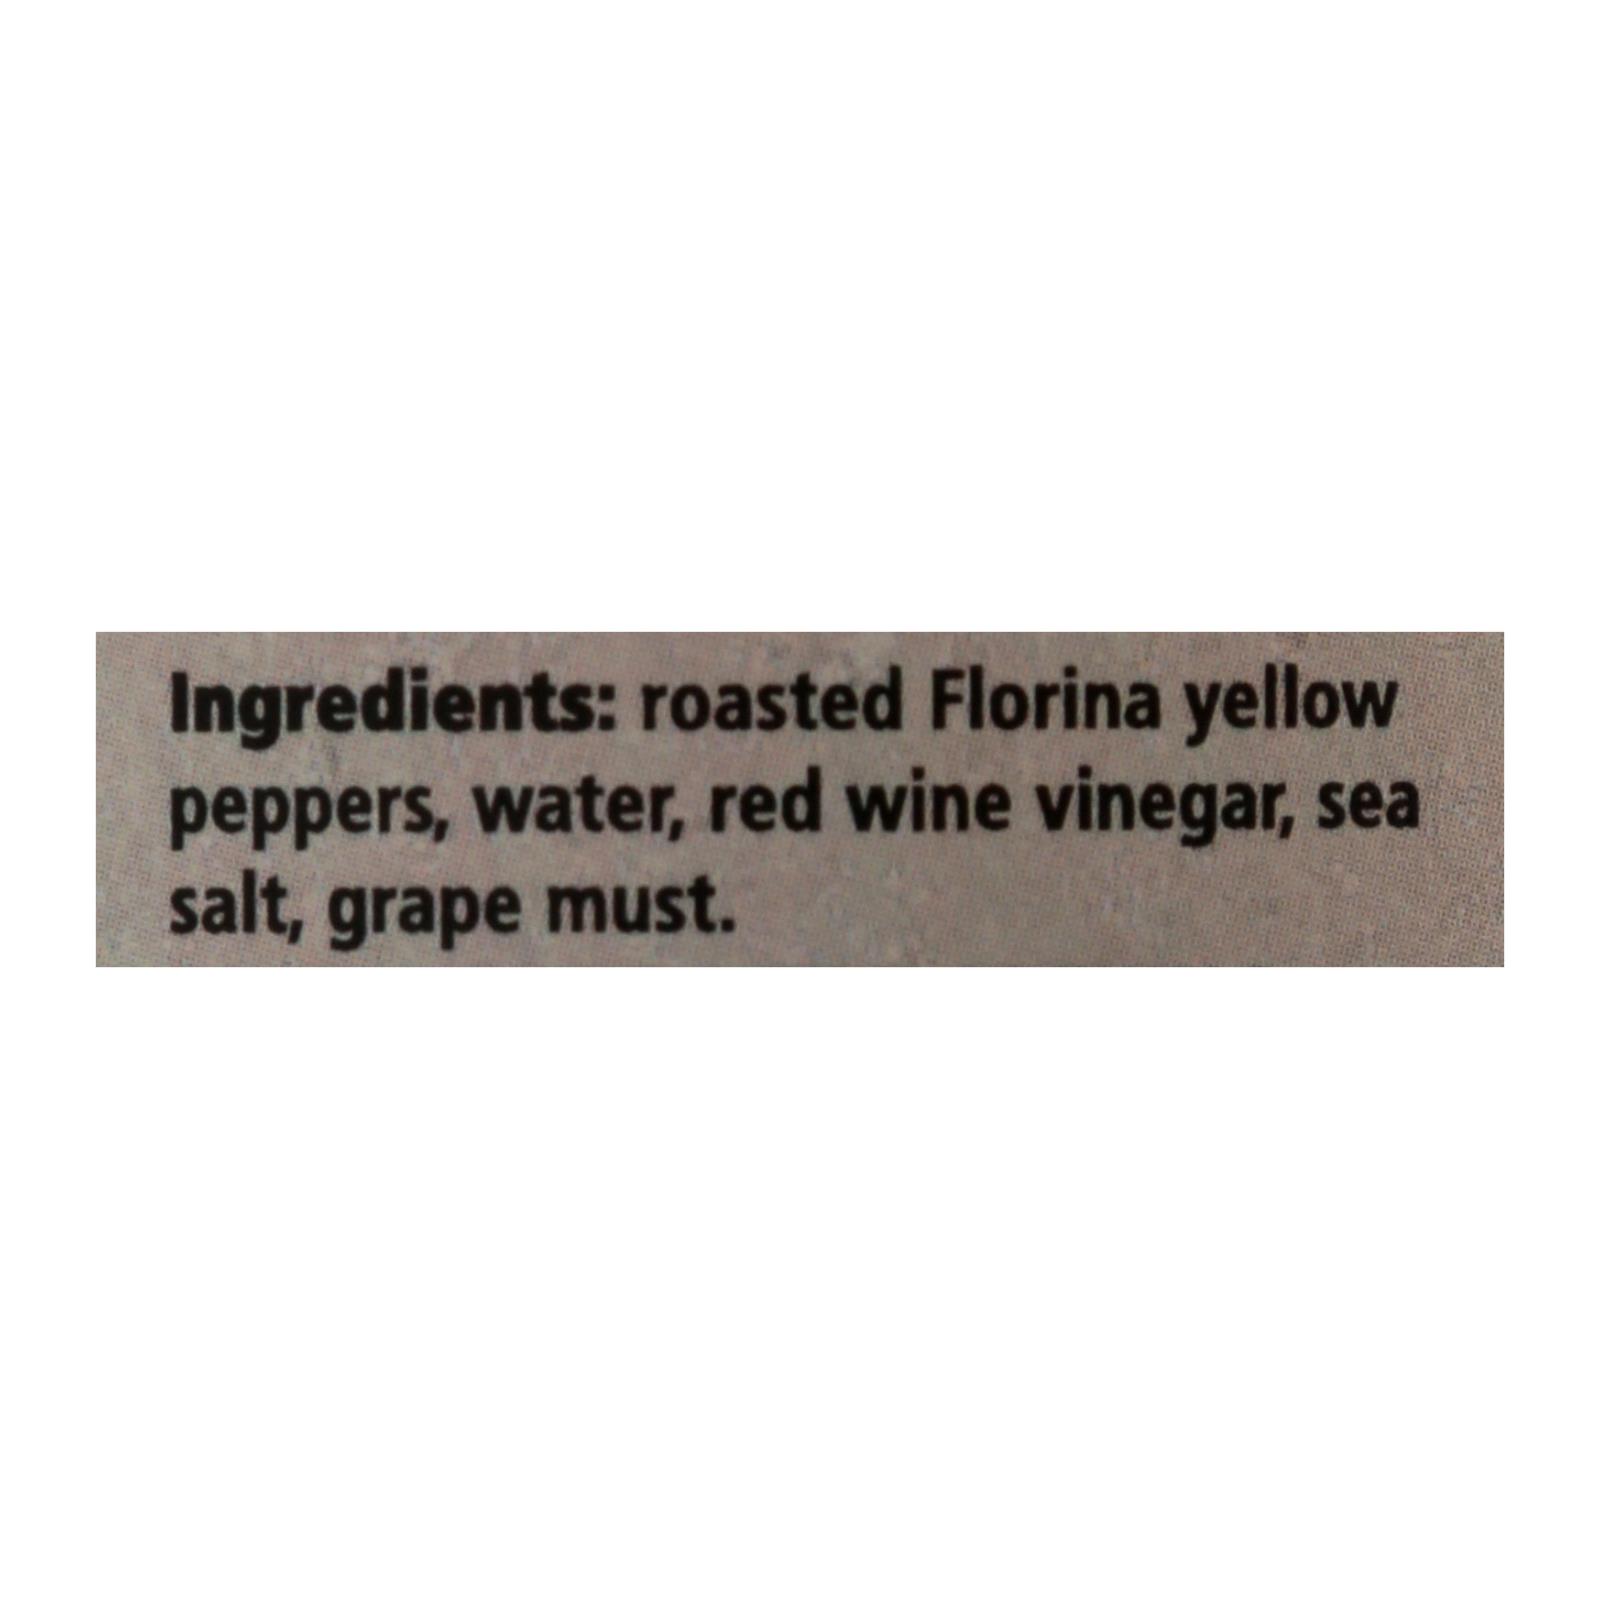 Ingredients: roasted Florina yellow
peppers, water, red wine vinegar, sea
salt, grape must.